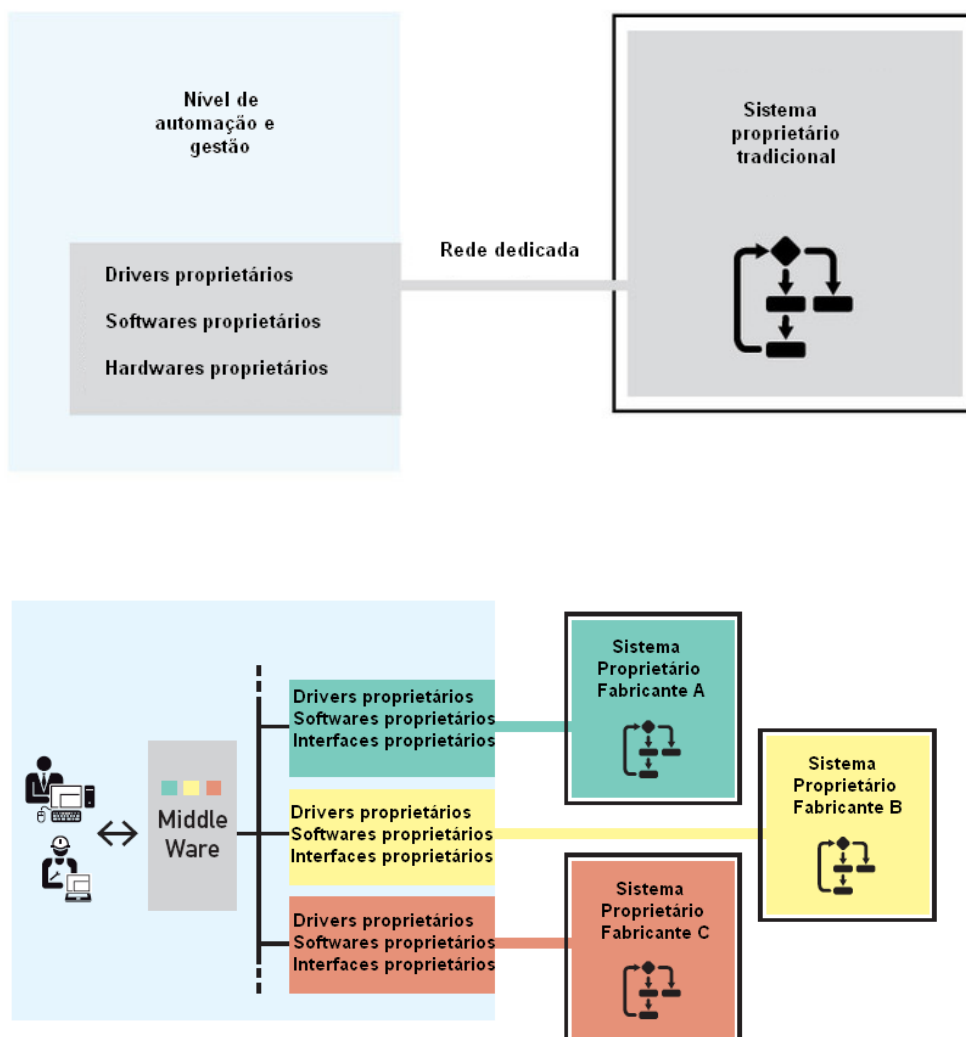 Nível de
automação e
gestão
Sistema
proprietário
tradicional
Rede dedicada
Drivers proprietários
Softwares proprietários
Hardwares proprietários
Sistema
Proprietário
Fabricante A
Drivers proprietários
Softwares proprietários
Interfaces proprietários
Sistema
Proprietário
Fabricante B
Middle
Ware
Drivers proprietários
Softwares proprietários
Interfaces proprietários
Sistema
Proprietário
Fabricante C
Drivers proprietários
Softwares proprietários
Interfaces proprietários